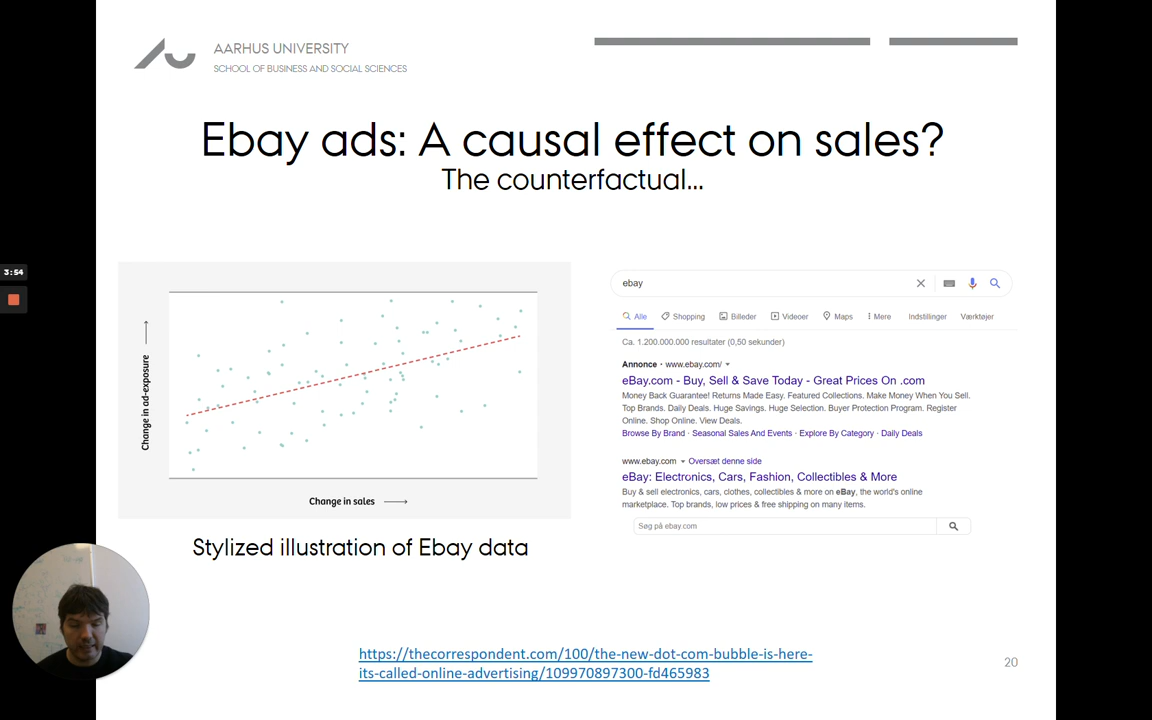 AARHUS UNIVERSITY
SCHOOL OF BUSINESS AND SOCIAL SCIENCES
Ebay ads: A causal effect on sales?
The counterfactual...
3:54
Change in ad-exposure
Change in sales
Stylized illustration of Ebay data
ebay
Alle Shopping Billeder Videoer Maps Mere Indstillinger Værktøjer
Ca. 1.200.000.000 resultater (0,50 sekunder)
Annonce · www.ebay.com/
eBay.com - Buy, Sell & Save Today - Great Prices On .com
Money Back Guarantee! Returns Made Easy. Featured Collections. Make Money When You Sell.
Top Brands. Daily Deals. Huge Savings. Huge Selection. Buyer Protection Program. Register
Online. Shop Online. View Deals.
Browse By Brand · Seasonal Sales And Events · Explore By Category · Daily Deals
www.ebay.com Oversæt denne side
eBay: Electronics, Cars, Fashion, Collectibles & More
Buy & sell electronics, cars, clothes, collectibles & more on eBay, the world's online
marketplace. Top brands, low prices & free shipping on many items.
Søg på ebay.com
https://thecorrespondent.com/100/the-new-dot-com-bubble-is-here-
its-called-online-advertising/109970897300-fd465983
20